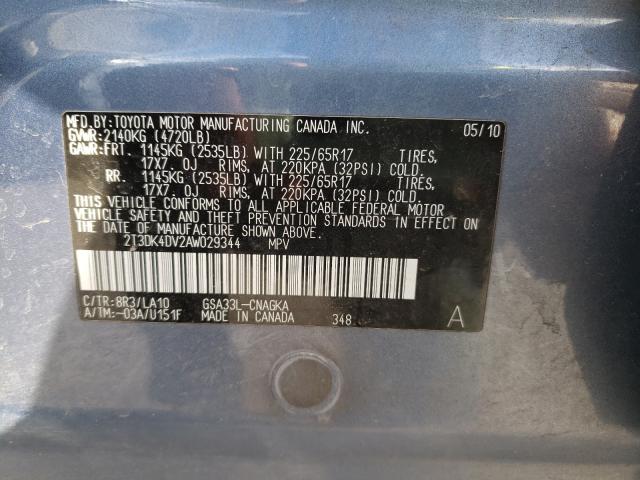 MFD.BY:TOYOTA MOTOR MANUFACTURING CANADA INC. 05/10
GVWR:2140KG (4720LB)
GAWR:FRT. 1145KG (2535LB) WITH 225/65R17 TIRES,
17X7.0J RIMS, AT 220KPA (32PSI) COLD.
RR. 1145KG (2535LB) WITH 225/65R17 TIRES,
17X7.0J RIMS, AT 220KPA (32PSI) COLD.
THIS VEHICLE CONFORMS TO ALL APPLICABLE FEDERAL MOTOR
VEHICLE SAFETY AND THEFT PREVENTION STANDARDS IN EFFECT ON
THE DATE OF MANUFACTURE SHOWN ABOVE.
2T3DK4DV2AW029344 MPV
C/TR:8R3/LA10 GSA33L-CNAGKA
A/TM:-03A/U151F MADE IN CANADA 348 A